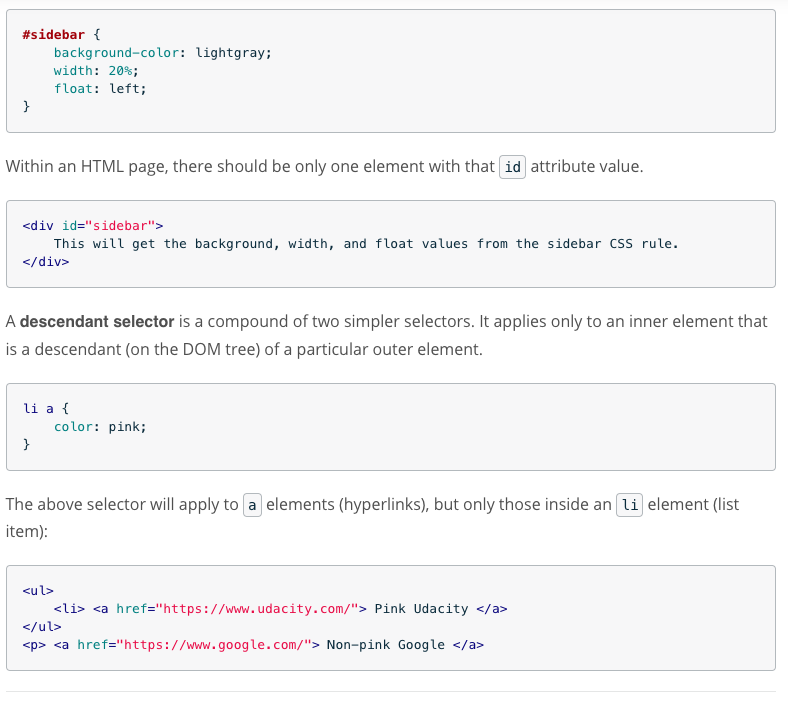 #sidebar {
    background-color: lightgray;
    width: 20%;
    float: left;
}
Within an HTML page, there should be only one element with that id attribute value.
<div id="sidebar">
    This will get the background, width, and float values from the sidebar CSS rule.
</div>
A descendant selector is a compound of two simpler selectors. It applies only to an inner element that
is a descendant (on the DOM tree) of a particular outer element.
li a {
    color: pink;
}
The above selector will apply to a elements (hyperlinks), but only those inside an li element (list
item):
<ul>
    <li> <a href="https://www.udacity.com/"> Pink Udacity </a>
</ul>
<p> <a href="https://www.google.com/"> Non-pink Google </a>